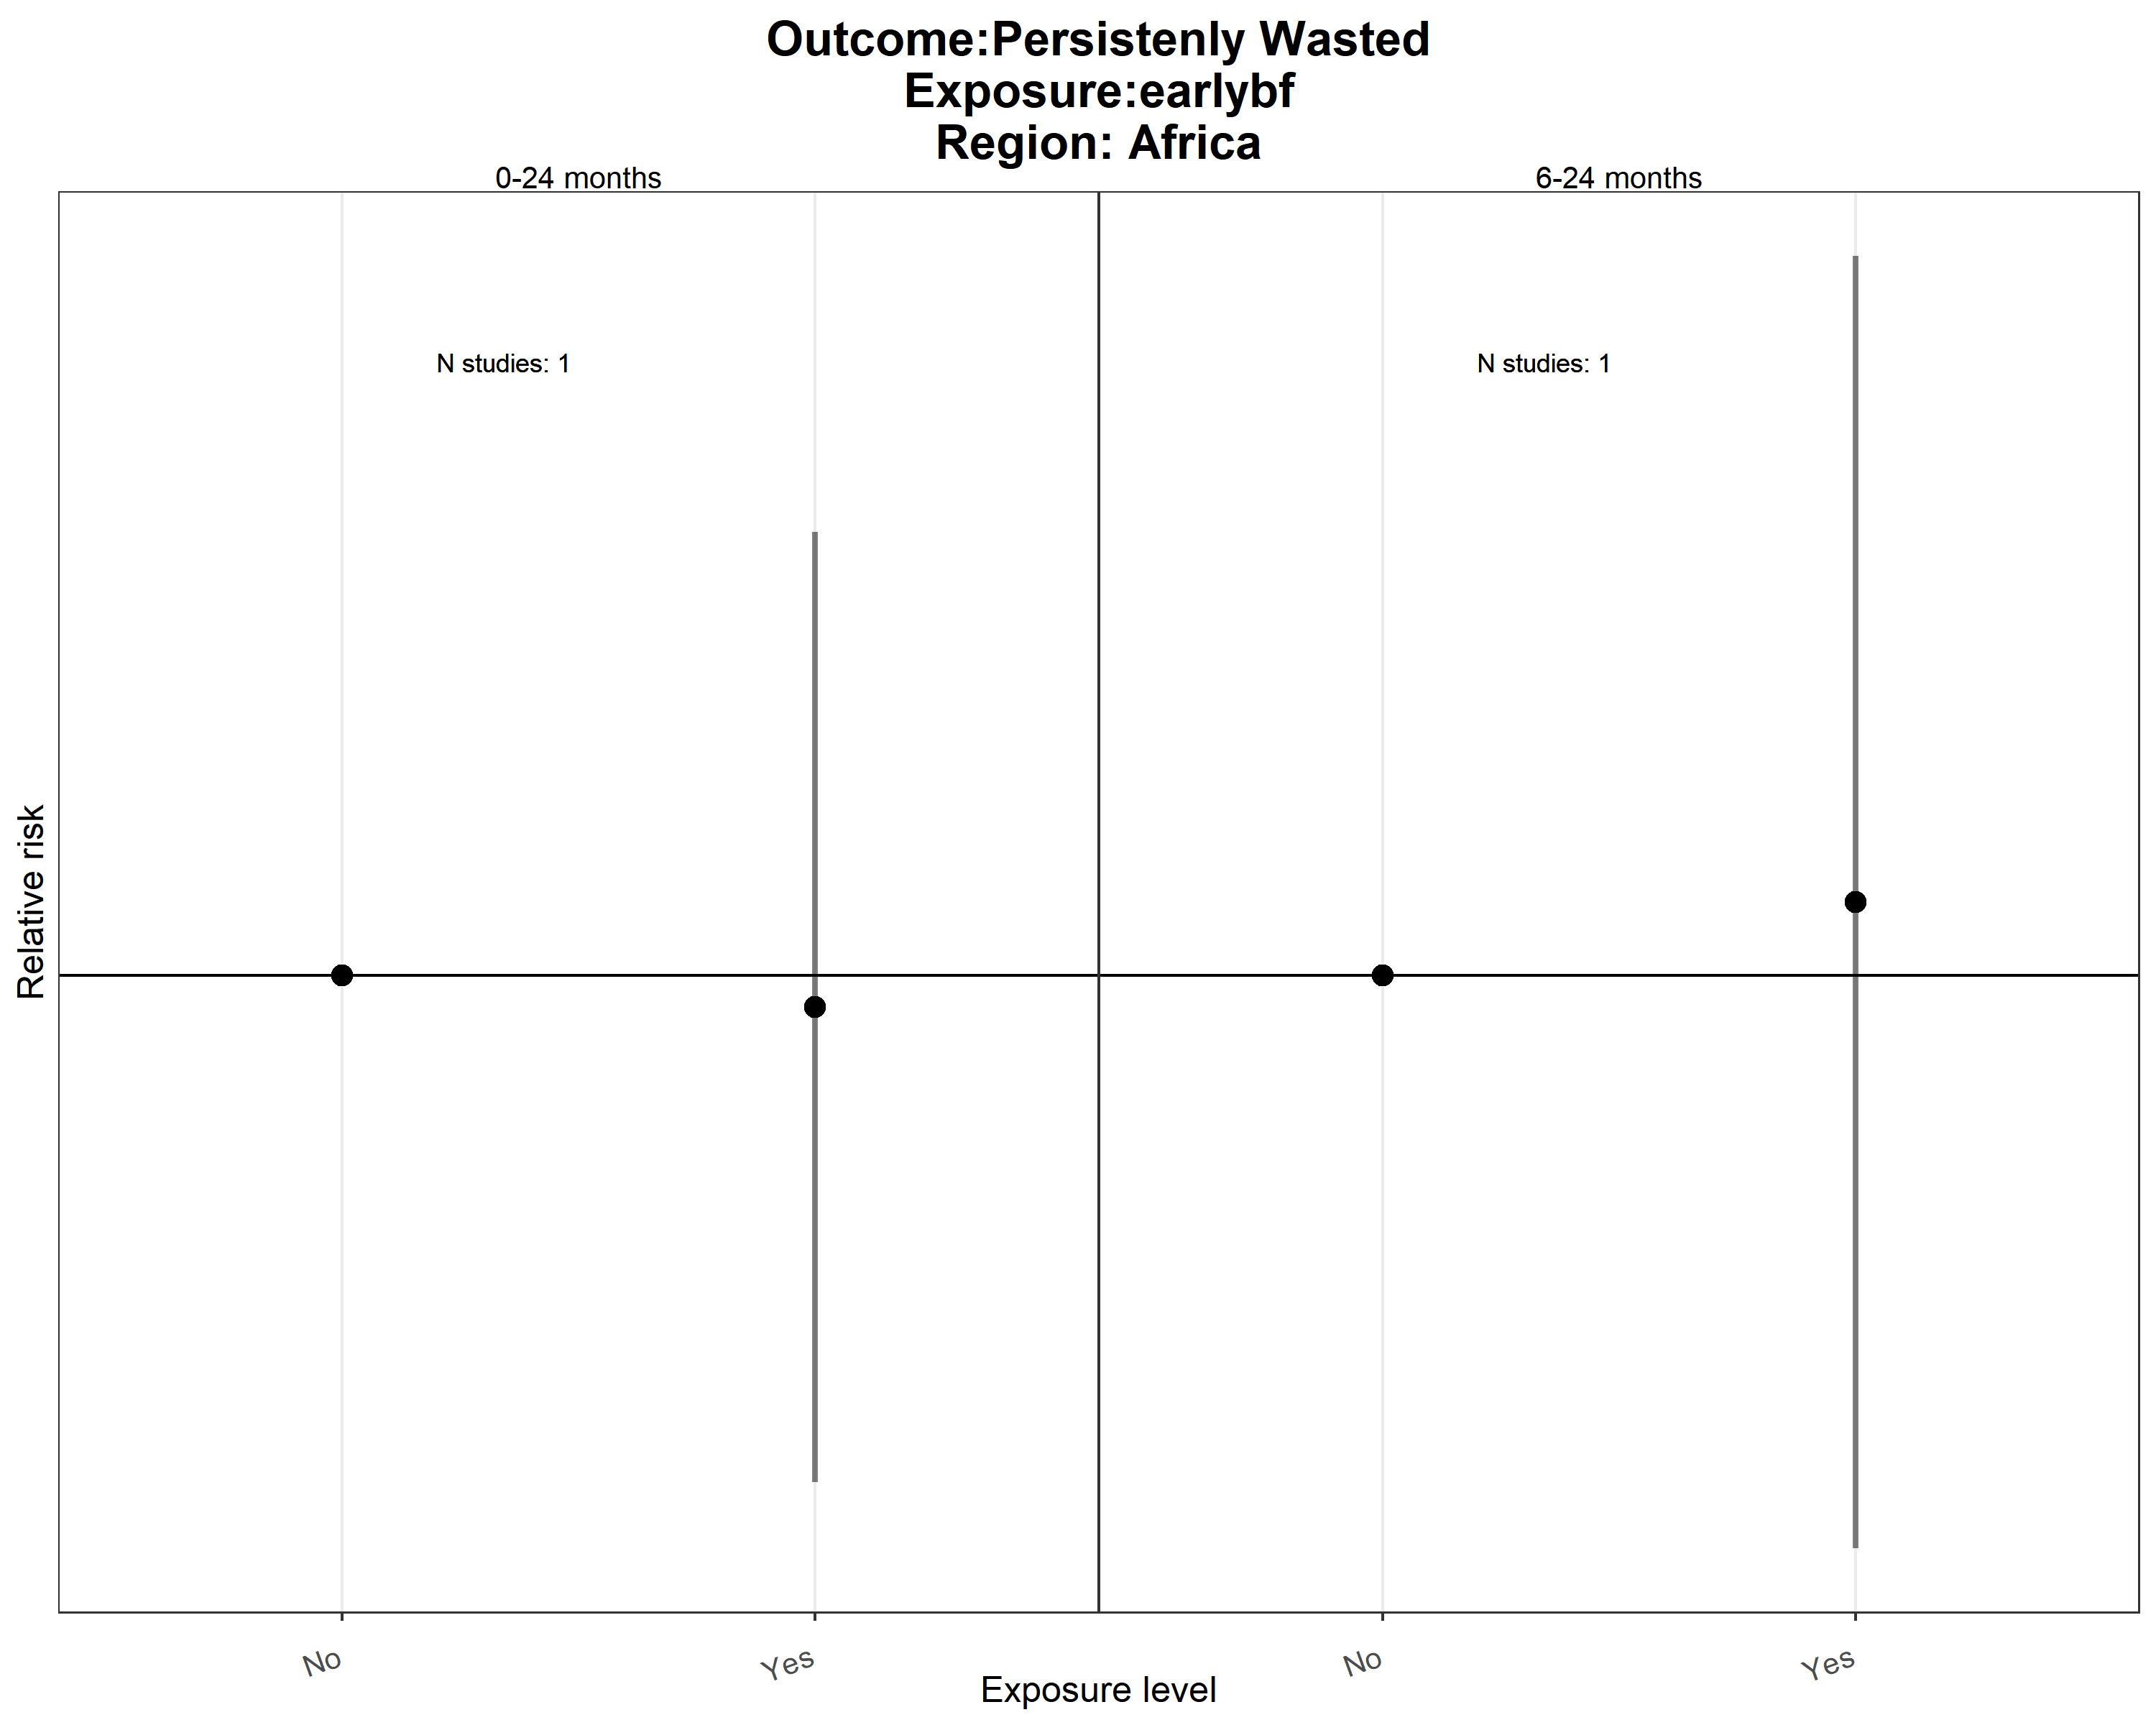 Outcome:Persistenly Wasted
Exposure:earlybf
Region: Africa
0-24 months
6-24 months
N studies: 1
N studies: 1
Relative risk
No
Yes
No
Yes
Exposure level